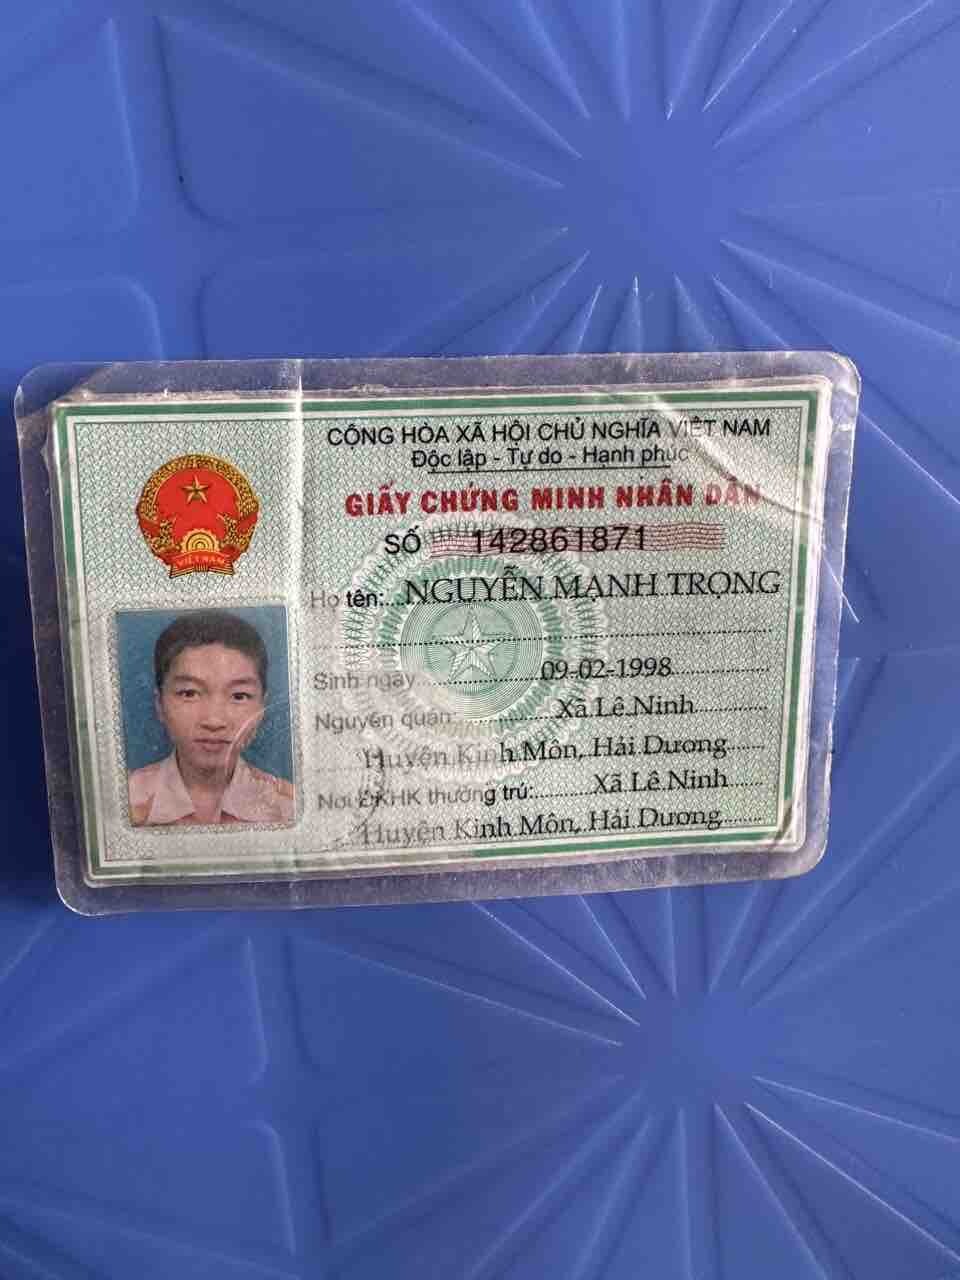 CỘNG HÒA XÃ HỘI CHỦ NGHĨA VIỆT NAM
Độc lập - Tự do - Hạnh phúc
GIẤY CHỨNG MINH NHÂN DÂN
SỐ 142861871
Họ tên: NGUYỄN MẠNH TRỌNG
Sinh ngày 09-02-1998
Nguyên quán: Xã Lê Ninh
Huyện Kinh Môn, Hải Dương
Nơi ĐKHK thường trú: Xã Lê Ninh
Huyện Kinh Môn, Hải Dương
VIỆT NAM